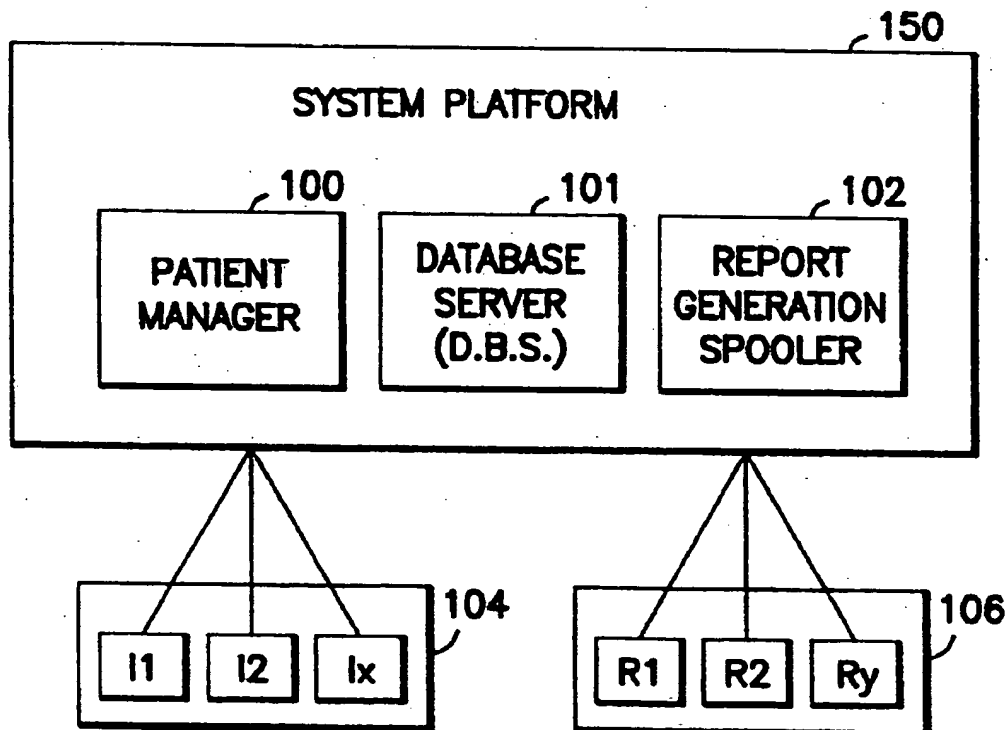 150
SYSTEM PLATFORM
100
101
102
PATIENT
MANAGER
DATABASE
SERVER
(D.B.S.)
REPORT
GENERATION
SPOOLER
104
I1
I2
Ix
106
R1
R2
Ry